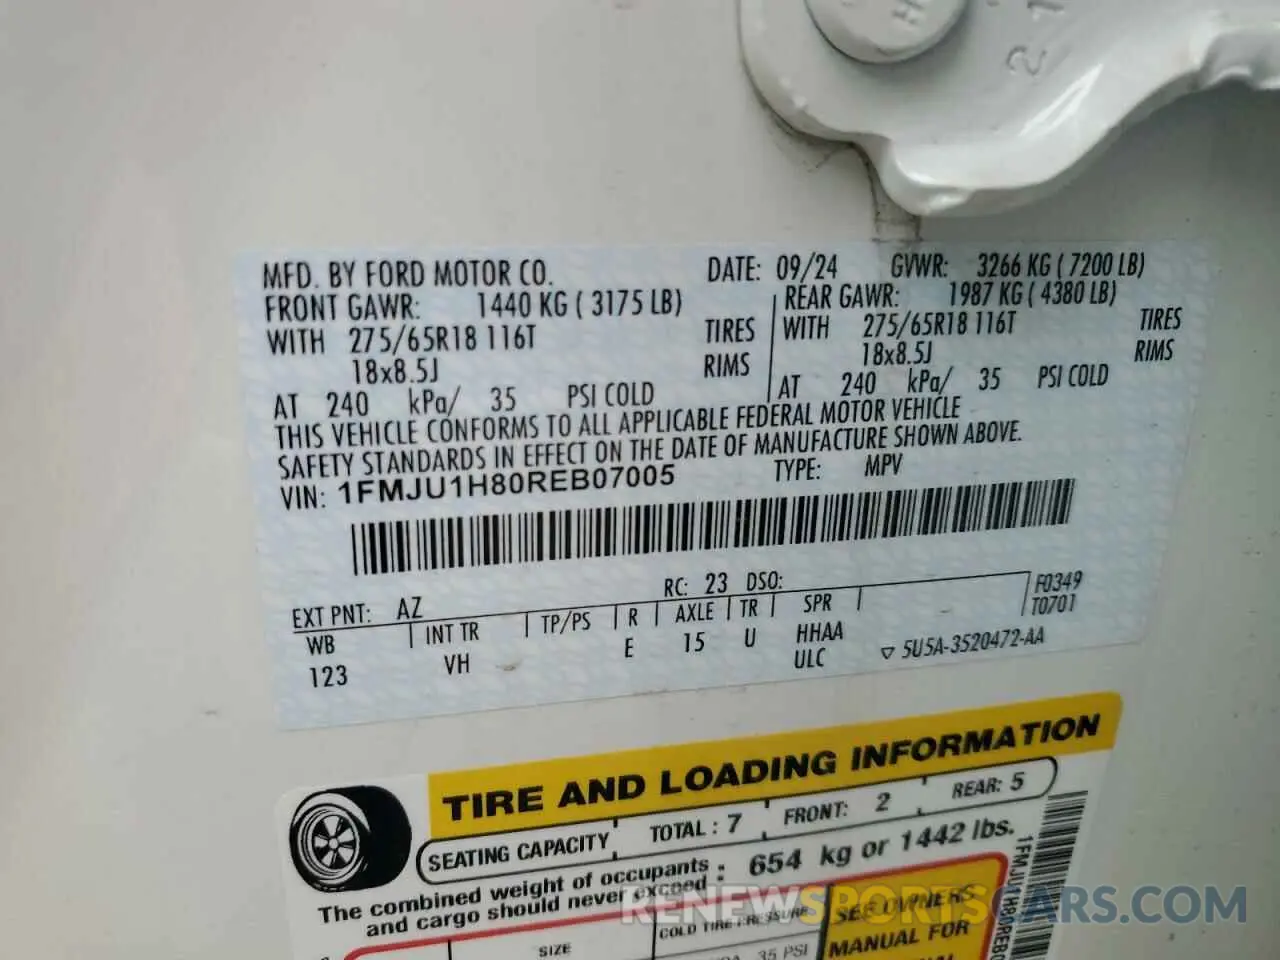 21
MFD. BY FORD MOTOR CO. DATE: 09/24 GVWR: 3266 KG ( 7200 LB)
FRONT GAWR: 1440 KG ( 3175 LB) REAR GAWR: 1987 KG ( 4380 LB)
WITH 275/65R18 116T TIRES WITH 275/65R18 116T TIRES
18x8.5J RIMS 18x8.5J RIMS
AT 240 kPa/ 35 PSI COLD AT 240 kPa/ 35 PSI COLD
THIS VEHICLE CONFORMS TO ALL APPLICABLE FEDERAL MOTOR VEHICLE
SAFETY STANDARDS IN EFFECT ON THE DATE OF MANUFACTURE SHOWN ABOVE.
VIN: 1FMJU1H80REB07005 TYPE: MPV
EXT PNT: AZ RC: 23 DSO:
WB INT TR TP/PS R AXLE TR SPR F0349
123 VH E 15 U HHAA T0701
ULC 5U5A-3520472-AA
TIRE AND LOADING INFORMATION
SEATING CAPACITY TOTAL : 7 FRONT: 2 REAR: 5
The combined weight of occupants : 654 kg or 1442 lbs.
and cargo should never exceed
SIZE COLD TIRE PRESSURE SEE OWNERS
35 PSI MANUAL FOR
RENEWSPORTSCARS.COM